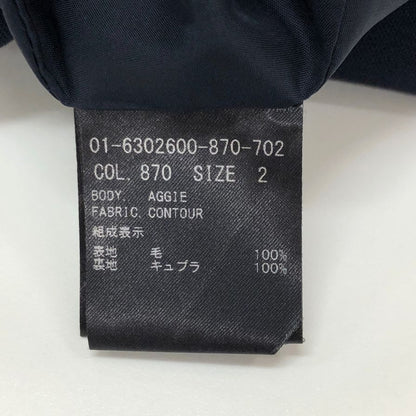 01-6302600-870-702
COL. 870 SIZE 2
BODY. AGGIE
FABRIC. CONTOUR
組成表示
表地 毛 100%
裏地 キュプラ 100%